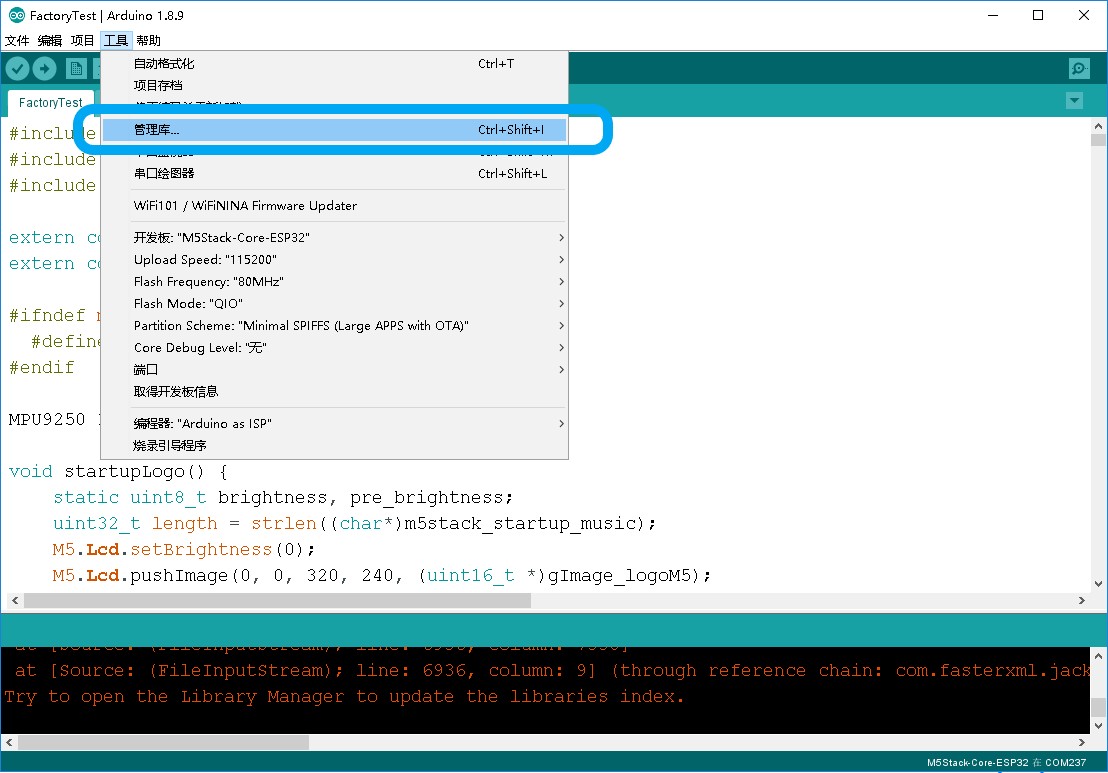 FactoryTest | Arduino 1.8.9
文件 编辑 项目 工具 帮助
自动格式化 Ctrl+T
项目存档
管理库... Ctrl+Shift+I
串口绘图器 Ctrl+Shift+L
WiFi101 / WiFiNINA Firmware Updater
开发板: "M5Stack-Core-ESP32"
Upload Speed: "115200"
Flash Frequency: "80MHz"
Flash Mode: "QIO"
Partition Scheme: "Minimal SPIFFS (Large APPS with OTA)"
Core Debug Level: "无"
端口
取得开发板信息
编程器: "Arduino as ISP"
烧录引导程序
FactoryTest
#include
#include
#include
extern
extern
#ifndef
#define
#endif
MPU9250
void startupLogo() {
static uint8_t brightness, pre_brightness;
uint32_t length = strlen((char*)m5stack_startup_music);
M5.Lcd.setBrightness(0);
M5.Lcd.pushImage(0, 0, 320, 240, (uint16_t *)gImage_logoM5);
at [Source: (FileInputStream); line: 6936, column: 9] (through reference chain: com.fasterxml.jack
Try to open the Library Manager to update the libraries index.
M5Stack-Core-ESP32 在 COM237